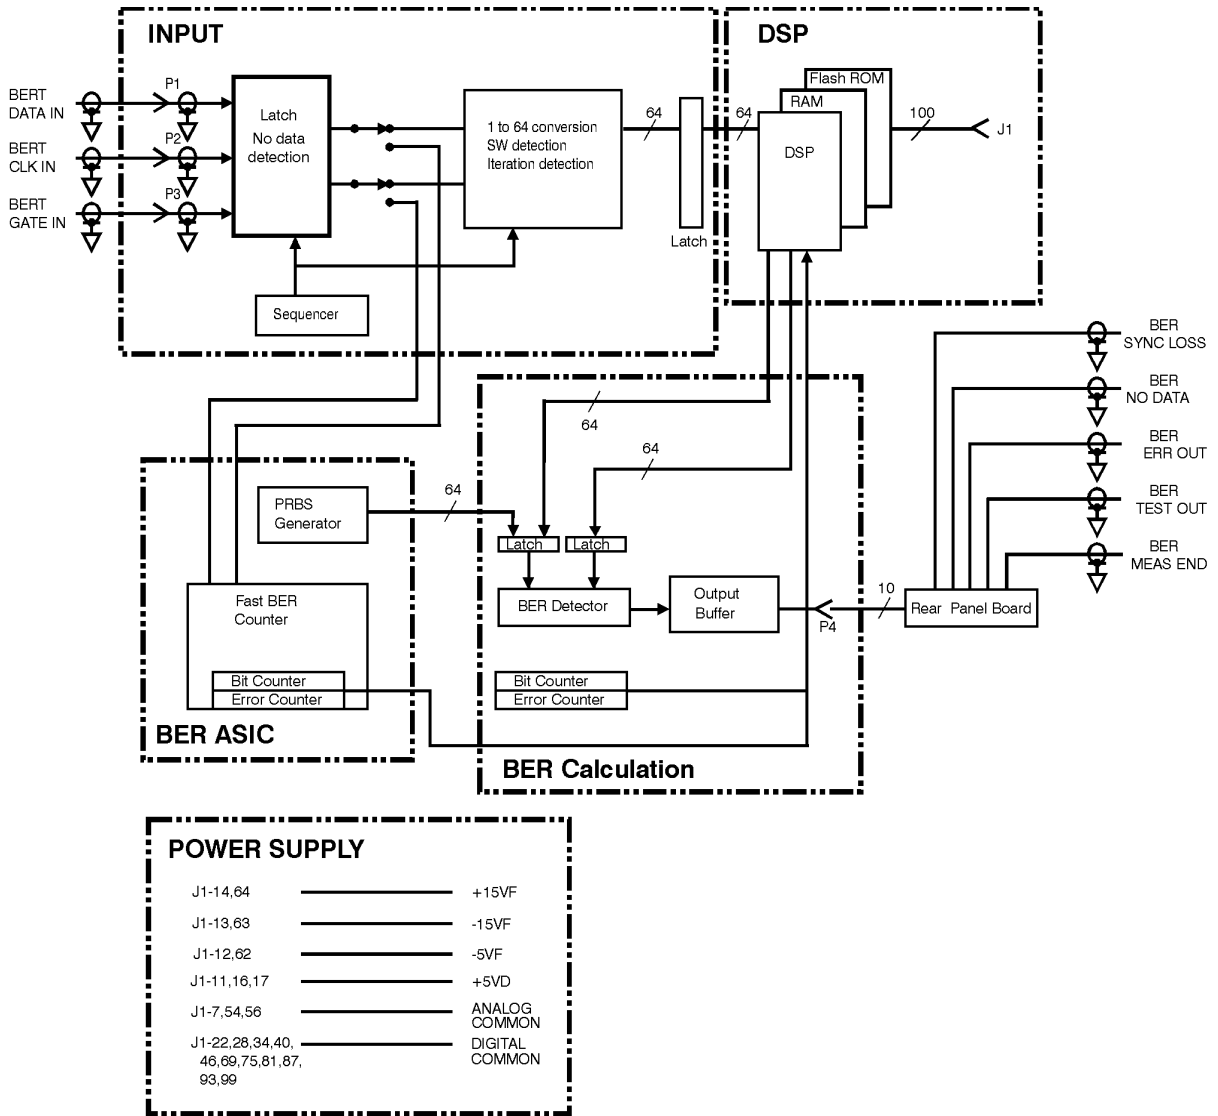 INPUT
DSP
BERT
DATA IN
P1
BERT
CLK IN
P2
BERT
GATE IN
P3
Latch
No data
detection
1 to 64 conversion
SW detection
Iteration detection
64
Latch
64
Flash ROM
RAM
DSP
100
J1
Sequencer
BER
SYNC LOSS
BER
NO DATA
BER
ERR OUT
BER
TEST OUT
BER
MEAS END
64
64
PRBS
Generator
64
Latch
Latch
BER Detector
Output
Buffer
P4
10
Rear Panel Board
Fast BER
Counter
Bit Counter
Error Counter
BER ASIC
Bit Counter
Error Counter
BER Calculation
POWER SUPPLY
J1-14,64
+15VF
J1-13,63
-15VF
J1-12,62
-5VF
J1-11,16,17
+5VD
J1-7,54,56
ANALOG
COMMON
J1-22,28,34,40,
46,69,75,81,87,
93,99
DIGITAL
COMMON